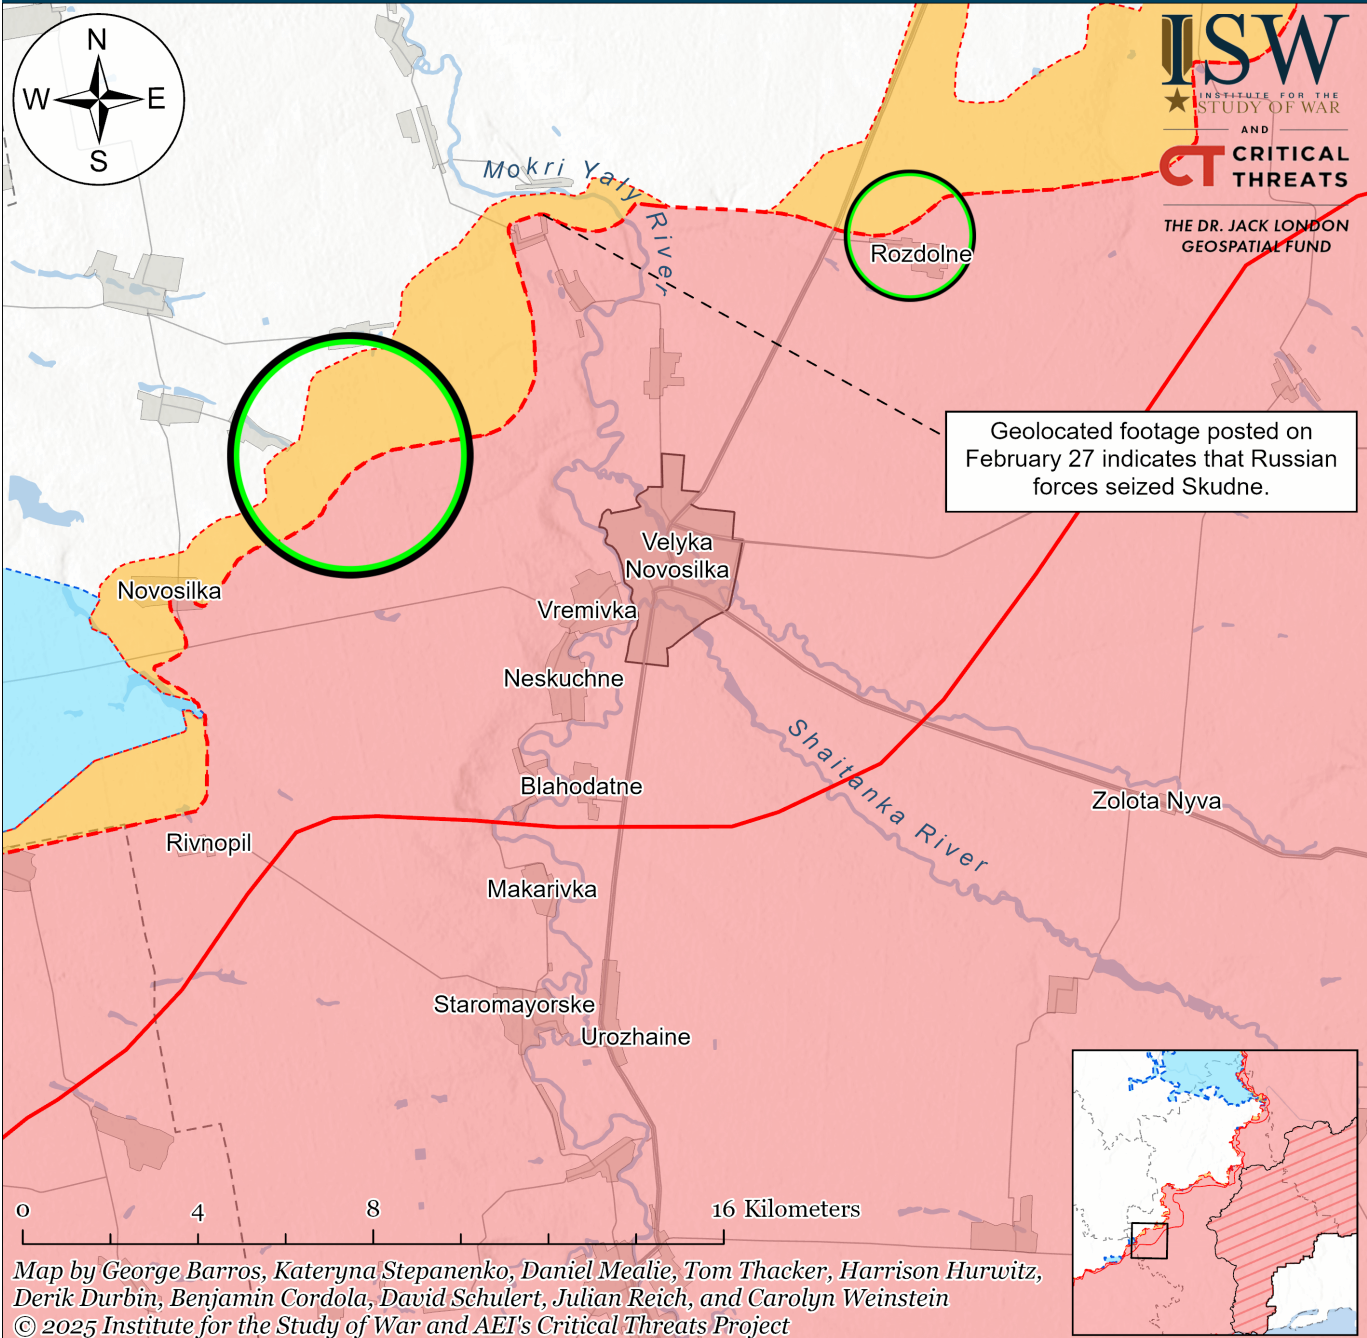 N
W
E
S
ISW
INSTITUTE FOR THE
STUDY OF WAR
AND
CT CRITICAL
THREATS
THE DR. JACK LONDON
GEOSPATIAL FUND
Mokri Yaly River
Rozdolne
Geolocated footage posted on
February 27 indicates that Russian
forces seized Skudne.
Velyka
Novosilka
Novosilka
Vremivka
Neskuchne
Shaitanka River
Blahodatne
Zolota Nyva
Rivnopil
Makarivka
Staromayorske
Urozhaine
0 4 8 16 Kilometers
Map by George Barros, Kateryna Stepanenko, Daniel Mealie, Tom Thacker, Harrison Hurwitz,
Derik Durbin, Benjamin Cordola, David Schulert, Julian Reich, and Carolyn Weinstein
© 2025 Institute for the Study of War and AEI's Critical Threats Project